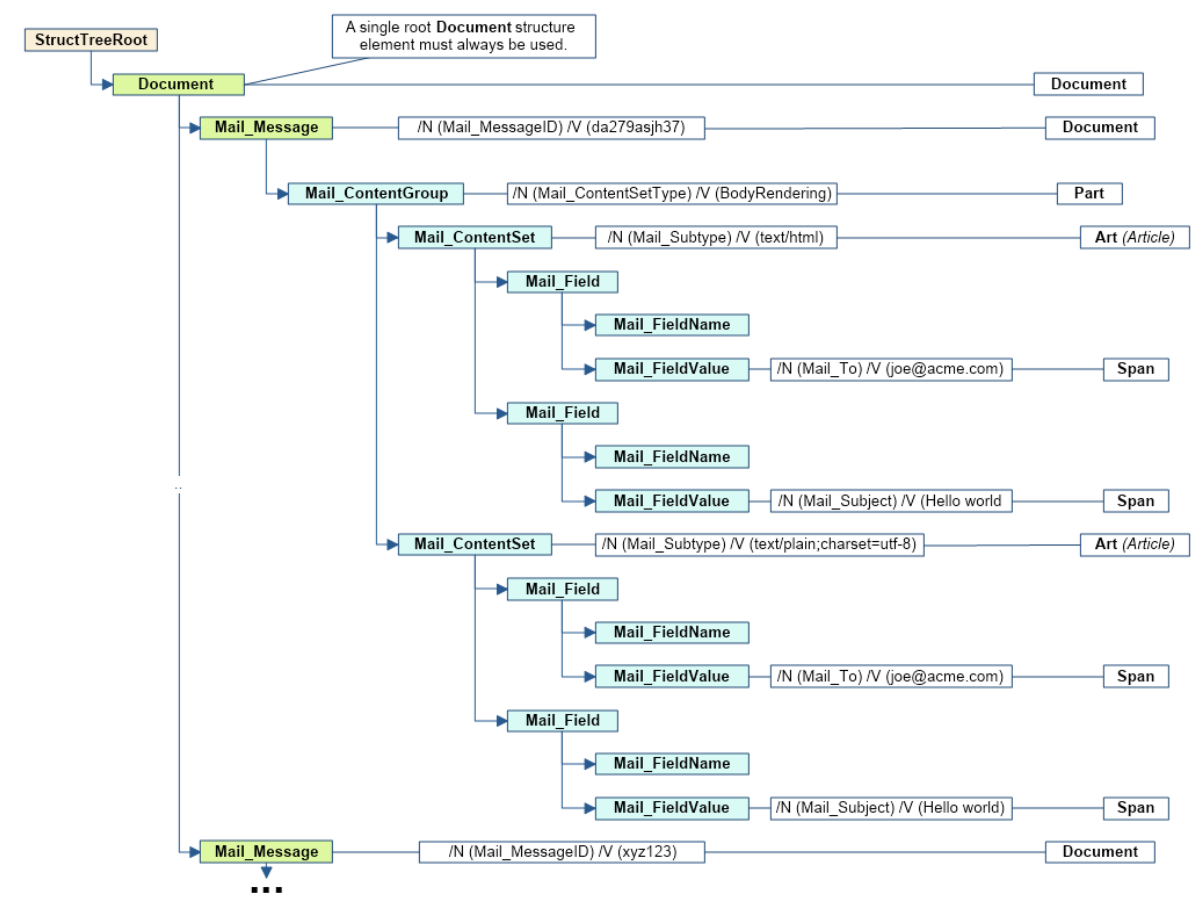 A single root Document structure
element must always be used.
StructTreeRoot
Document Document
Mail_Message /N (Mail_MessageID) /V (da279asjh37) Document
Mail_ContentGroup /N (Mail_ContentSetType) /V (BodyRendering) Part
Mail_ContentSet /N (Mail_Subtype) /V (text/html) Art (Article)
Mail_Field
Mail_FieldName
Mail_FieldValue /N (Mail_To) /V (joe@acme.com) Span
Mail_Field
Mail_FieldName
Mail_FieldValue /N (Mail_Subject) /V (Hello world Span
Mail_ContentSet /N (Mail_Subtype) /V (text/plain;charset=utf-8) Art (Article)
Mail_Field
Mail_FieldName
Mail_FieldValue /N (Mail_To) /V (joe@acme.com) Span
Mail_Field
Mail_FieldName
Mail_FieldValue /N (Mail_Subject) /V (Hello world) Span
Mail_Message /N (Mail_MessageID) /V (xyz123) Document
...